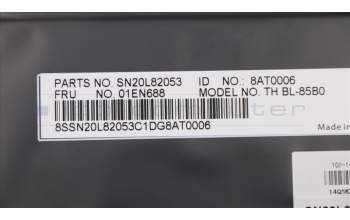 PARTS NO. SN20L82053 ID NO.: 8AT0006
FRU NO. 01EN688 MODEL NO. TH BL-85B0
8SSN20L82053C1DG8AT0006
Made in